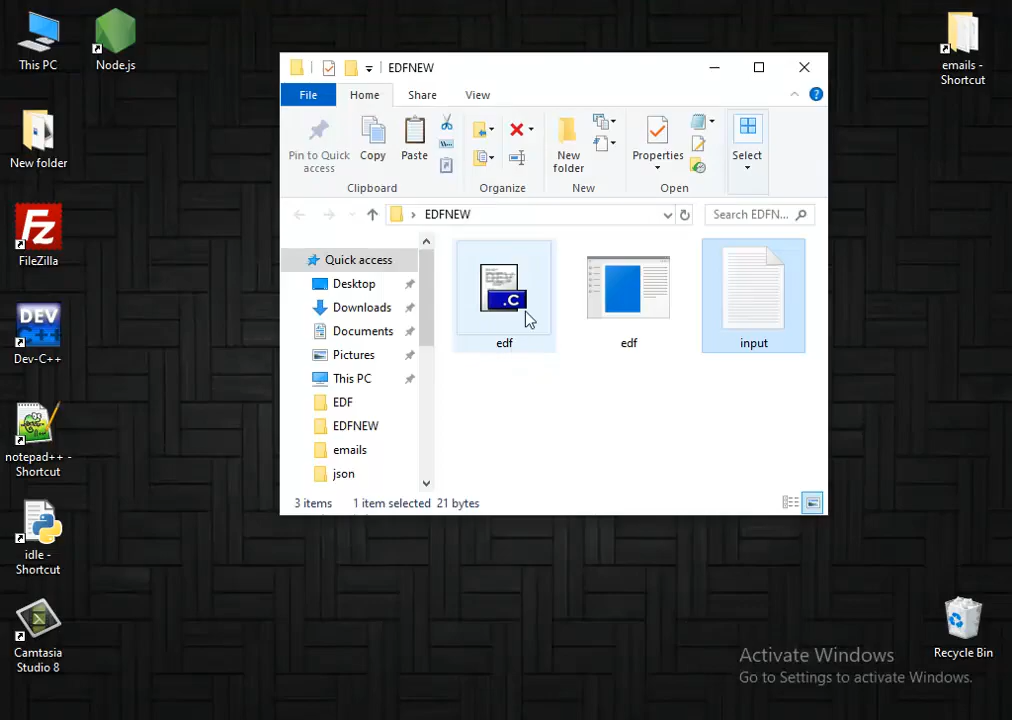 This PC
Node.js
emails -
Shortcut
New folder
FileZilla
DEV
C++
Dev-C++
notepad++ -
Shortcut
idle -
Shortcut
Camtasia
Studio 8
Recycle Bin
EDFNEW
File
Home
Share
View
Pin to Quick
access
Copy
Paste
New
folder
Properties
Select
Clipboard
Organize
New
Open
EDFNEW
Search EDFN...
Quick access
Desktop
Downloads
Documents
Pictures
This PC
EDF
EDFNEW
emails
json
DEV
.C
edf
edf
input
3 items
1 item selected
21 bytes
Activate Windows
Go to Settings to activate Windows.